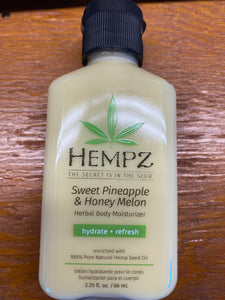 HEMPZ
THE SECRET IS IN THE SEED
Sweet Pineapple
& Honey Melon
Herbal Body Moisturizer
hydrate + refresh
enriched with
100% Pure Natural Hemp Seed Oil
lotion hydratante pour le corps
humectante para el cuerpo
2.25 fl. oz. / 66 mL